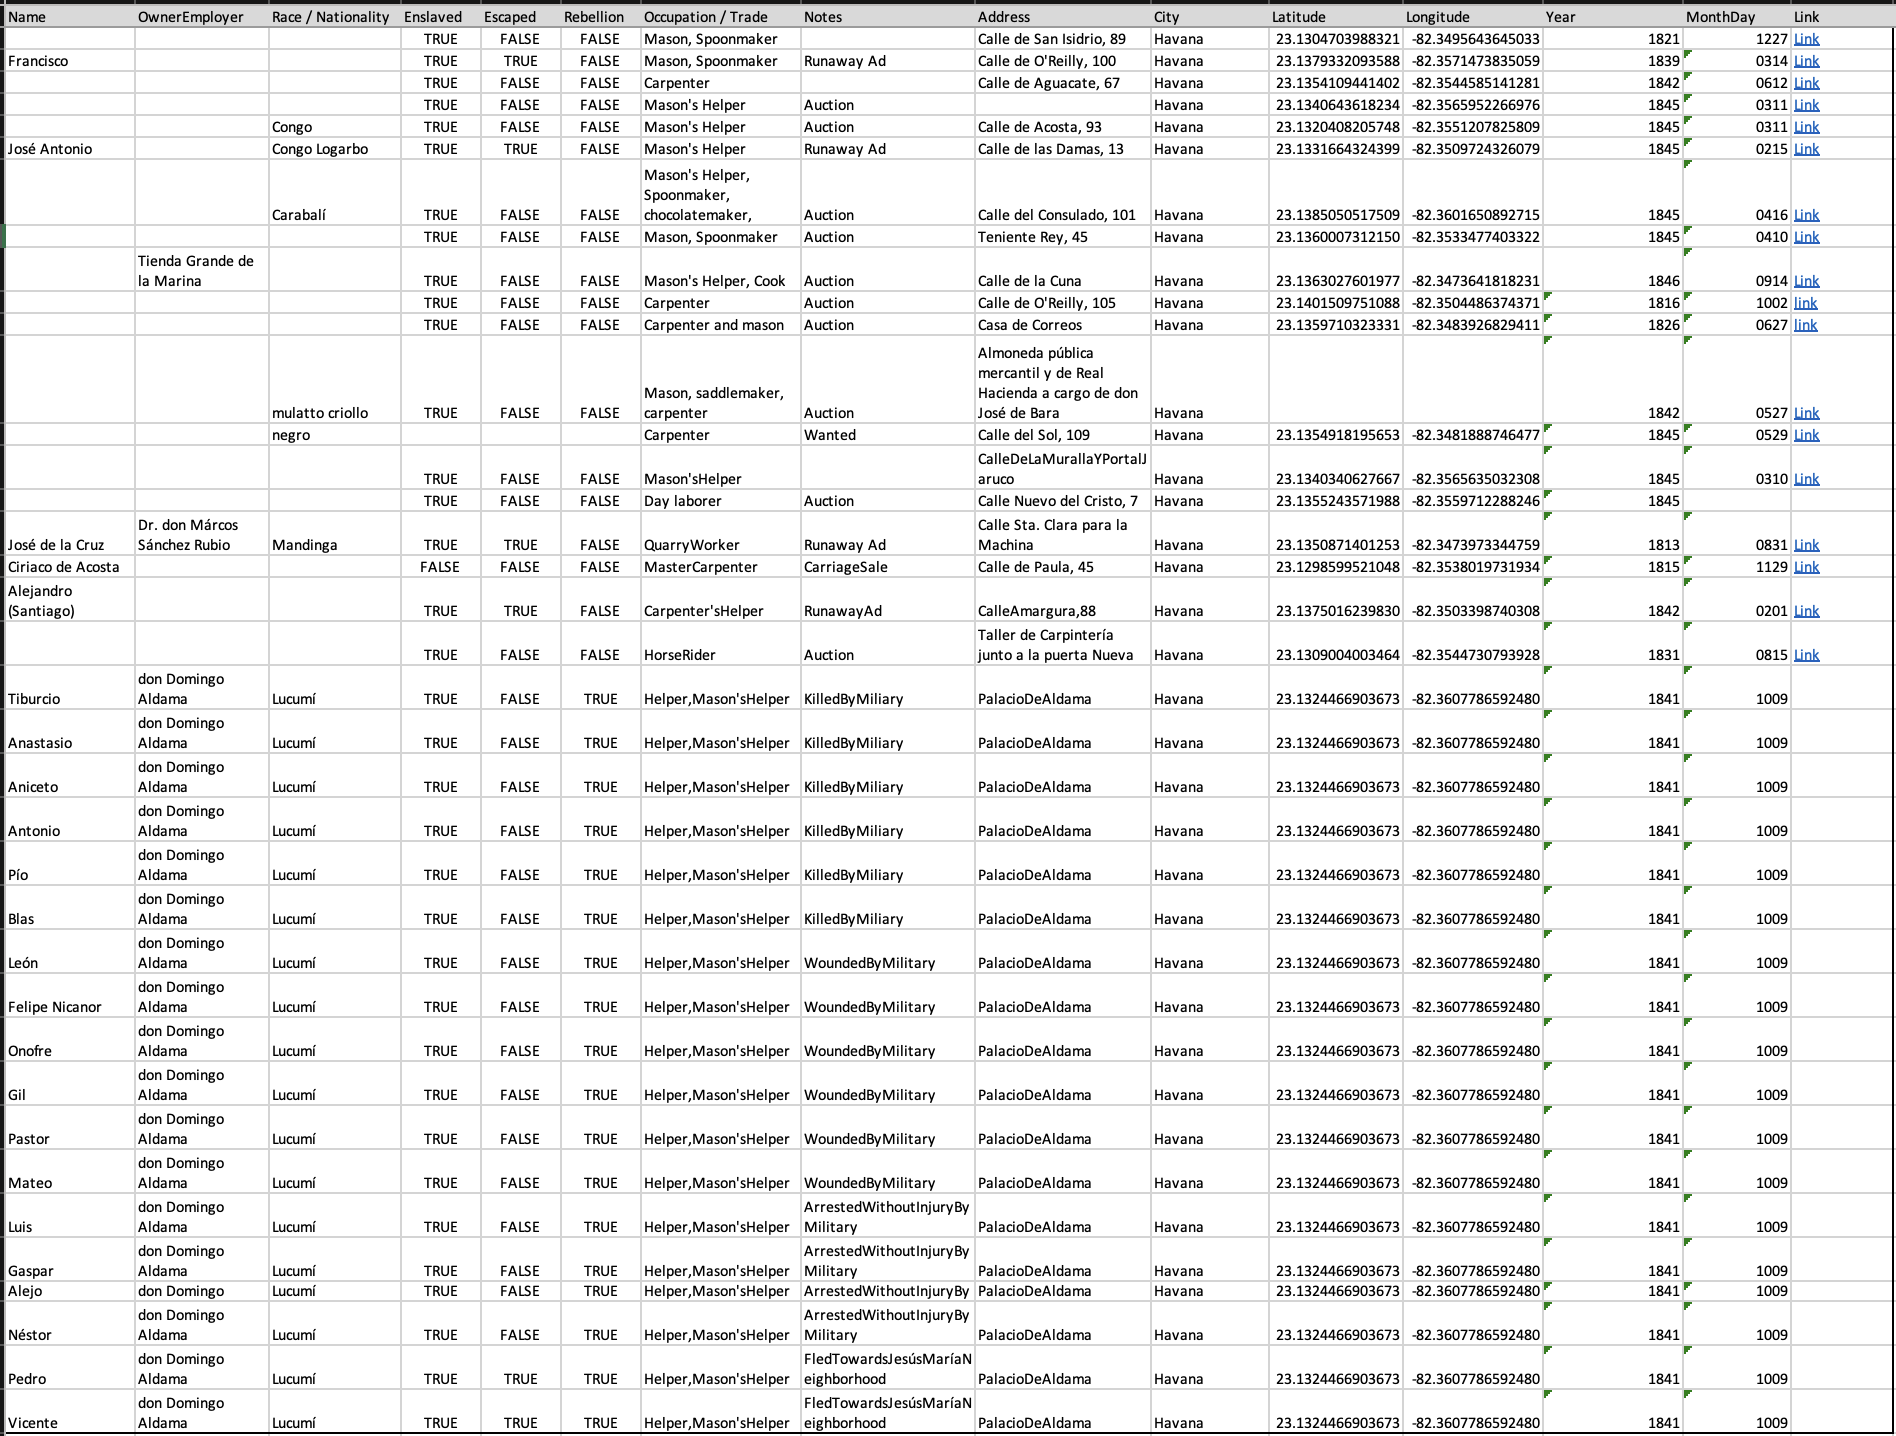 Name OwnerEmployer Race / Nationality Enslaved Escaped Rebellion Occupation / Trade Notes Address City Latitude Longitude Year MonthDay Link
TRUE FALSE FALSE Mason, Spoonmaker Calle de San Isidrio, 89 Havana 23.1304703988321 -82.3495643645033 1821 1227 Link
Francisco TRUE TRUE FALSE Mason, Spoonmaker Runaway Ad Calle de O'Reilly, 100 Havana 23.1379332093588 -82.3571473835059 1839 0314 Link
TRUE FALSE FALSE Carpenter Calle de Aguacate, 67 Havana 23.1354109441402 -82.3544585141281 1842 0612 Link
TRUE FALSE FALSE Mason's Helper Auction Havana 23.1340643618234 -82.3565952266976 1845 0311 Link
Congo TRUE FALSE FALSE Mason's Helper Auction Calle de Acosta, 93 Havana 23.1320408205748 -82.3551207825809 1845 0311 Link
José Antonio Congo Logarbo TRUE TRUE FALSE Mason's Helper Runaway Ad Calle de las Damas, 13 Havana 23.1331664324399 -82.3509724326079 1845 0215 Link
Mason's Helper,
Spoonmaker,
Carabalí TRUE FALSE FALSE chocolatemaker, Auction Calle del Consulado, 101 Havana 23.1385050517509 -82.3601650892715 1845 0416 Link
TRUE FALSE FALSE Mason, Spoonmaker Auction Teniente Rey, 45 Havana 23.1360007312150 -82.3533477403322 1845 0410 Link
Tienda Grande de
la Marina TRUE FALSE FALSE Mason's Helper, Cook Auction Calle de la Cuna Havana 23.1363027601977 -82.3473641818231 1846 0914 Link
TRUE FALSE FALSE Carpenter Auction Calle de O'Reilly, 105 Havana 23.1401509751088 -82.3504486374371 1816 1002 link
TRUE FALSE FALSE Carpenter and mason Auction Casa de Correos Havana 23.1359710323331 -82.3483926829411 1826 0627 link
Almoneda pública
mercantil y de Real
Mason, saddlemaker, Hacienda a cargo de don
mulatto criollo TRUE FALSE FALSE carpenter Auction José de Bara Havana 1842 0527 Link
negro Carpenter Wanted Calle del Sol, 109 Havana 23.1354918195653 -82.3481888746477 1845 0529 Link
CalleDeLaMurallaYPortalJ
TRUE FALSE FALSE Mason'sHelper aruco Havana 23.1340340627667 -82.3565635032308 1845 0310 Link
TRUE FALSE FALSE Day laborer Auction Calle Nuevo del Cristo, 7 Havana 23.1355243571988 -82.3559712288246 1845
Dr. don Márcos Calle Sta. Clara para la
José de la Cruz Sánchez Rubio Mandinga TRUE TRUE FALSE QuarryWorker Runaway Ad Machina Havana 23.1350871401253 -82.3473973344759 1813 0831 Link
Ciriaco de Acosta FALSE FALSE FALSE MasterCarpenter CarriageSale Calle de Paula, 45 Havana 23.1298599521048 -82.3538019731934 1815 1129 Link
Alejandro
(Santiago) TRUE TRUE FALSE Carpenter'sHelper RunawayAd CalleAmargura,88 Havana 23.1375016239830 -82.3503398740308 1842 0201 Link
Taller de Carpintería
TRUE FALSE FALSE HorseRider Auction junto a la puerta Nueva Havana 23.1309004003464 -82.3544730793928 1831 0815 Link
don Domingo
Tiburcio Aldama Lucumí TRUE FALSE TRUE Helper,Mason'sHelper KilledByMiliary PalacioDeAldama Havana 23.1324466903673 -82.3607786592480 1841 1009
don Domingo
Anastasio Aldama Lucumí TRUE FALSE TRUE Helper,Mason'sHelper KilledByMiliary PalacioDeAldama Havana 23.1324466903673 -82.3607786592480 1841 1009
don Domingo
Aniceto Aldama Lucumí TRUE FALSE TRUE Helper,Mason'sHelper KilledByMiliary PalacioDeAldama Havana 23.1324466903673 -82.3607786592480 1841 1009
don Domingo
Antonio Aldama Lucumí TRUE FALSE TRUE Helper,Mason'sHelper KilledByMiliary PalacioDeAldama Havana 23.1324466903673 -82.3607786592480 1841 1009
don Domingo
Pío Aldama Lucumí TRUE FALSE TRUE Helper,Mason'sHelper KilledByMiliary PalacioDeAldama Havana 23.1324466903673 -82.3607786592480 1841 1009
don Domingo
Blas Aldama Lucumí TRUE FALSE TRUE Helper,Mason'sHelper KilledByMiliary PalacioDeAldama Havana 23.1324466903673 -82.3607786592480 1841 1009
don Domingo
León Aldama Lucumí TRUE FALSE TRUE Helper,Mason'sHelper WoundedByMilitary PalacioDeAldama Havana 23.1324466903673 -82.3607786592480 1841 1009
don Domingo
Felipe Nicanor Aldama Lucumí TRUE FALSE TRUE Helper,Mason'sHelper WoundedByMilitary PalacioDeAldama Havana 23.1324466903673 -82.3607786592480 1841 1009
don Domingo
Onofre Aldama Lucumí TRUE FALSE TRUE Helper,Mason'sHelper WoundedByMilitary PalacioDeAldama Havana 23.1324466903673 -82.3607786592480 1841 1009
don Domingo
Gil Aldama Lucumí TRUE FALSE TRUE Helper,Mason'sHelper WoundedByMilitary PalacioDeAldama Havana 23.1324466903673 -82.3607786592480 1841 1009
don Domingo
Pastor Aldama Lucumí TRUE FALSE TRUE Helper,Mason'sHelper WoundedByMilitary PalacioDeAldama Havana 23.1324466903673 -82.3607786592480 1841 1009
don Domingo
Mateo Aldama Lucumí TRUE FALSE TRUE Helper,Mason'sHelper WoundedByMilitary PalacioDeAldama Havana 23.1324466903673 -82.3607786592480 1841 1009
don Domingo ArrestedWithoutInjuryBy
Luis Aldama Lucumí TRUE FALSE TRUE Helper,Mason'sHelper Military PalacioDeAldama Havana 23.1324466903673 -82.3607786592480 1841 1009
don Domingo ArrestedWithoutInjuryBy
Gaspar Aldama Lucumí TRUE FALSE TRUE Helper,Mason'sHelper Military PalacioDeAldama Havana 23.1324466903673 -82.3607786592480 1841 1009
Alejo don Domingo Lucumí TRUE FALSE TRUE Helper,Mason'sHelper ArrestedWithoutInjuryBy PalacioDeAldama Havana 23.1324466903673 -82.3607786592480 1841 1009
don Domingo ArrestedWithoutInjuryBy
Néstor Aldama Lucumí TRUE FALSE TRUE Helper,Mason'sHelper Military PalacioDeAldama Havana 23.1324466903673 -82.3607786592480 1841 1009
don Domingo FledTowardsJesúsMaríaN
Pedro Aldama Lucumí TRUE TRUE TRUE Helper,Mason'sHelper eighborhood PalacioDeAldama Havana 23.1324466903673 -82.3607786592480 1841 1009
don Domingo FledTowardsJesúsMaríaN
Vicente Aldama Lucumí TRUE TRUE TRUE Helper,Mason'sHelper eighborhood PalacioDeAldama Havana 23.1324466903673 -82.3607786592480 1841 1009